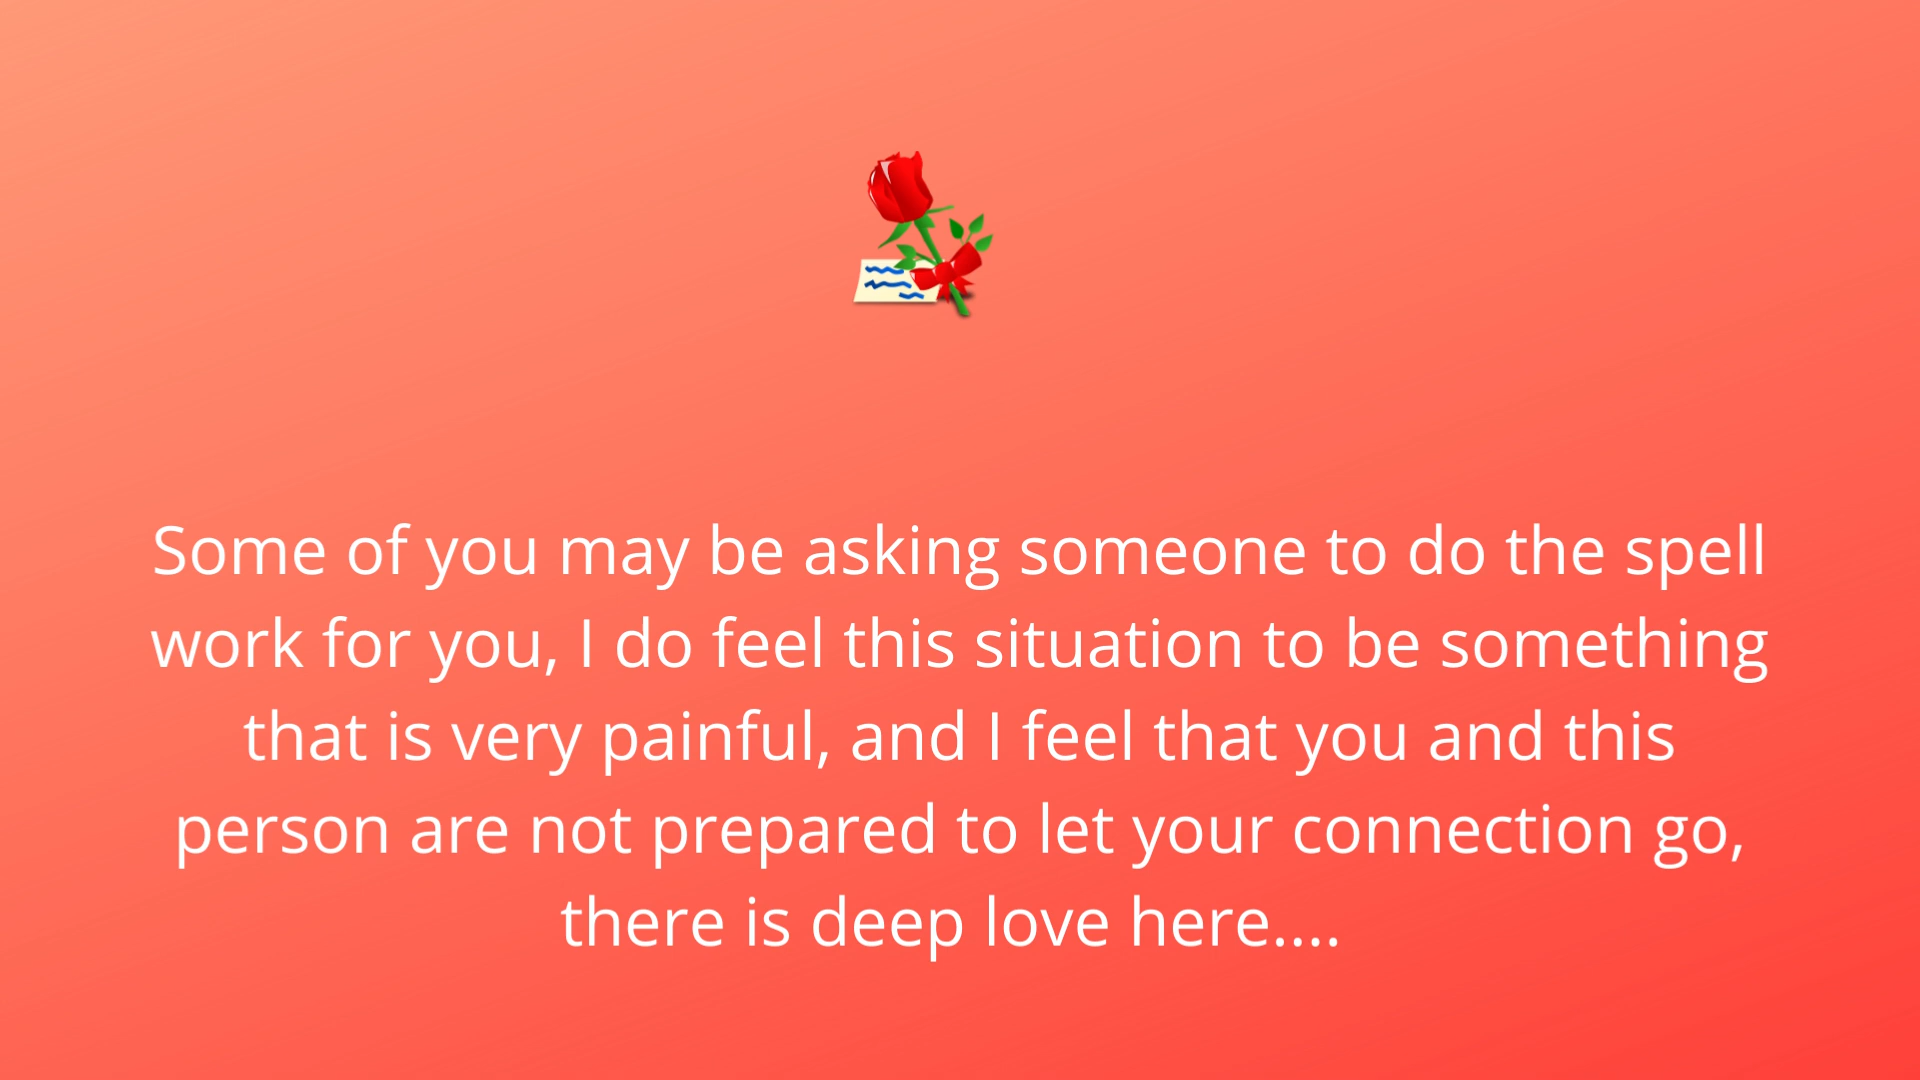 Some of you may be asking someone to do the spell
work for you, I do feel this situation to be something
that is very painful, and I feel that you and this
person are not prepared to let your connection go,
there is deep love here....